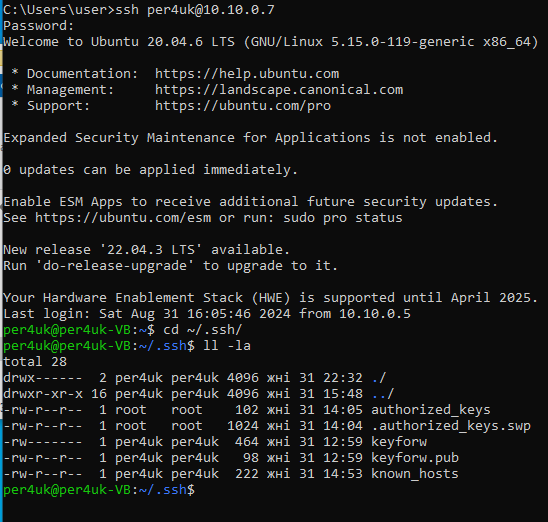 C:\Users\user>ssh per4uk@10.10.0.7
Password:
Welcome to Ubuntu 20.04.6 LTS (GNU/Linux 5.15.0-119-generic x86_64)
* Documentation:  https://help.ubuntu.com
* Management:     https://landscape.canonical.com
* Support:        https://ubuntu.com/pro
Expanded Security Maintenance for Applications is not enabled.
0 updates can be applied immediately.
Enable ESM Apps to receive additional future security updates.
See https://ubuntu.com/esm or run: sudo pro status
New release '22.04.3 LTS' available.
Run 'do-release-upgrade' to upgrade to it.
Your Hardware Enablement Stack (HWE) is supported until April 2025.
Last login: Sat Aug 31 16:05:46 2024 from 10.10.0.5
per4uk@per4uk-VB:~$ cd ~/.ssh/
per4uk@per4uk-VB:~/.ssh$ ll -la
total 28
drwx------  2 per4uk per4uk 4096 жні 31 22:32 ./
drwxr-xr-x 16 per4uk per4uk 4096 жні 31 15:48 ../
-rw-r--r--  1 root   root    102 жні 31 14:05 authorized_keys
-rw-r--r--  1 root   root   1024 жні 31 14:04 .authorized_keys.swp
-rw-------  1 per4uk per4uk  464 жні 31 12:59 keyforw
-rw-r--r--  1 per4uk per4uk   98 жні 31 12:59 keyforw.pub
-rw-r--r--  1 per4uk per4uk  222 жні 31 14:53 known_hosts
per4uk@per4uk-VB:~/.ssh$